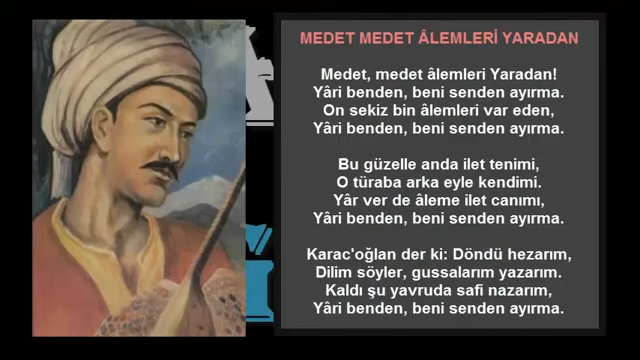 MEDET MEDET ÂLEMLERİ YARADAN
Medet, medet âlemleri Yaradan!
Yâri benden, beni senden ayırma.
On sekiz bin âlemleri var eden,
Yâri benden, beni senden ayırma.
Bu güzelle anda ilet tenimi,
O türaba arka eyle kendimi.
Yâr ver de âleme ilet canımı,
Yâri benden, beni senden ayırma.
Karac'oğlan der ki: Döndü hezarım,
Dilim söyler, gussalarım yazarım.
Kaldı şu yavruda safi nazarım,
Yâri benden, beni senden ayırma.